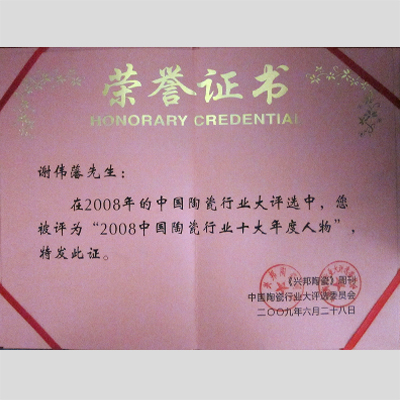 荣誉证书
HONORARY CREDENTIAL
谢伟藩先生：
在2008年的中国陶瓷行业大评选中，您
被评为“2008中国陶瓷行业十大年度人物”，
特发此证。
《兴邦陶瓷》周刊
中国陶瓷行业大评选委员会
二〇〇九年六月二十八日